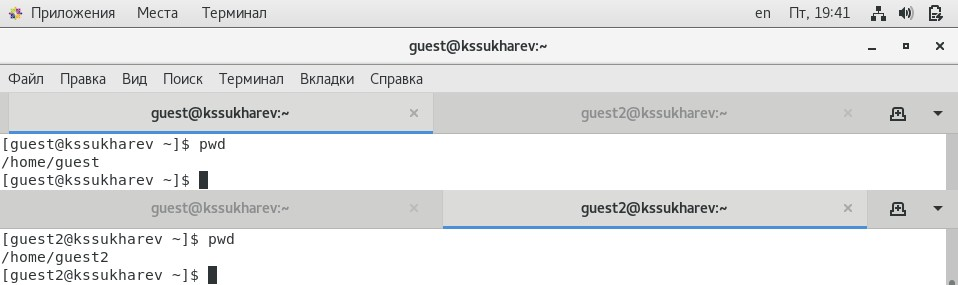 Приложения Места Терминал en Пт, 19:41
guest@kssukharev:~
Файл Правка Вид Поиск Терминал Вкладки Справка
guest@kssukharev:~ × guest2@kssukharev:~ ×
[guest@kssukharev ~]$ pwd
/home/guest
[guest@kssukharev ~]$
guest@kssukharev:~ × guest2@kssukharev:~ ×
[guest2@kssukharev ~]$ pwd
/home/guest2
[guest2@kssukharev ~]$